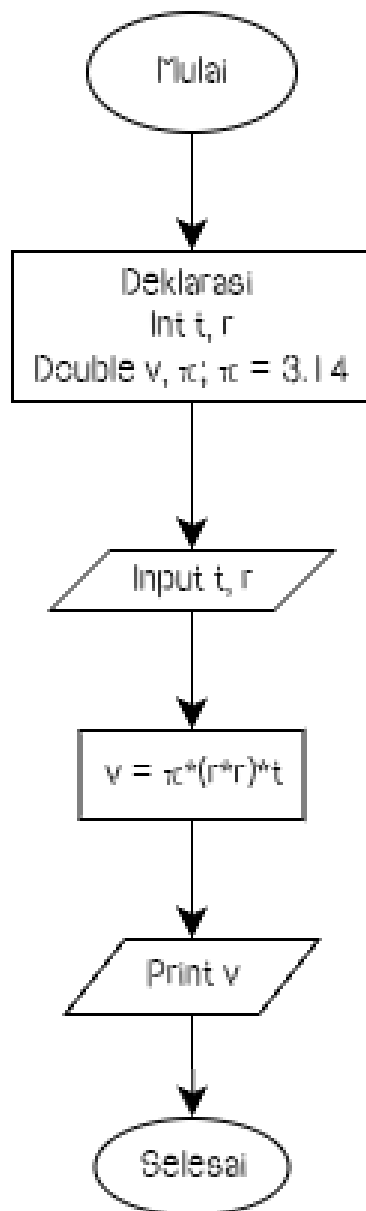 Mulai
Deklarasi
Int t, r
Double v, π; π = 3.14
Input t, r
v = π*(r*r)*t
Print v
Selesai